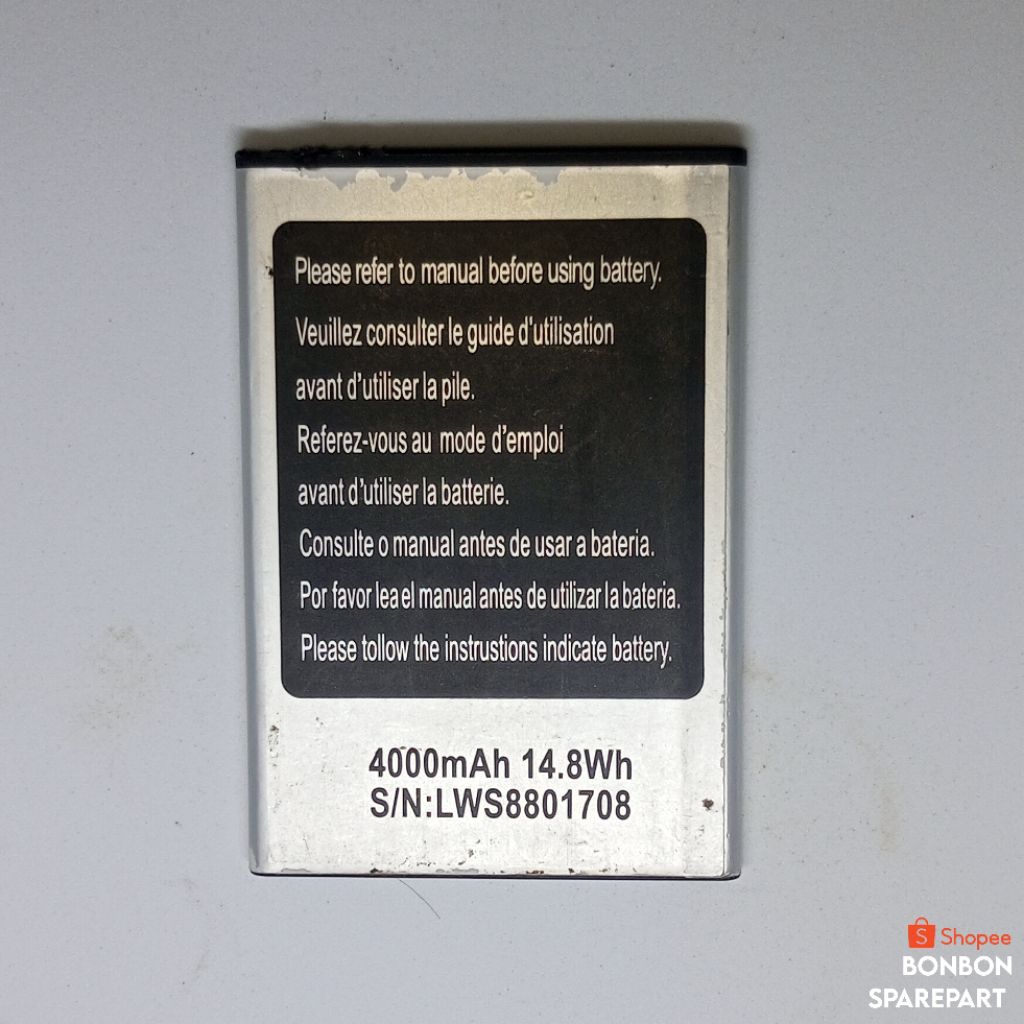 Please refer to manual before using battery.
Veuillez consulter le guide d'utilisation
avant d'utiliser la pile.
Referez-vous au mode d'emploi
avant d'utiliser la batterie.
Consulte o manual antes de usar a bateria.
Por favor lea el manual antes de utilizar la bateria.
Please tollow the instrustions indicate battery.
4000mAh 14.8Wh
S/N:LWS8801708
Shopee
BONBON
SPAREPART